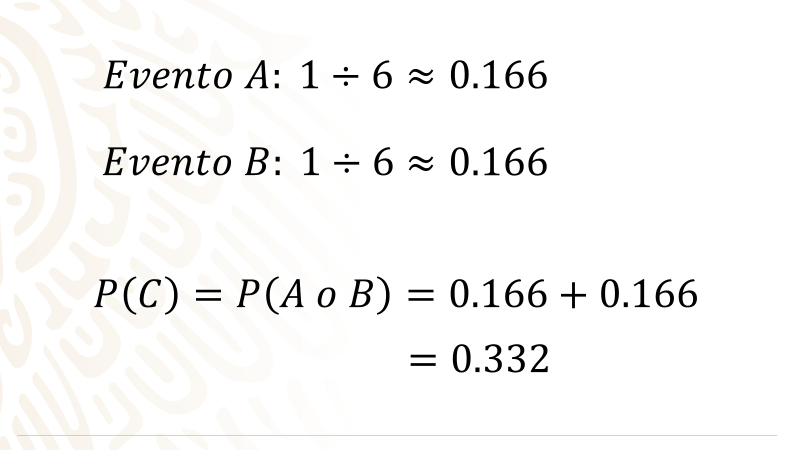 Evento A: 1 ÷ 6 ≈ 0.166
Evento B: 1 ÷ 6 ≈ 0.166
P(C) = P(A o B) = 0.166 + 0.166
= 0.332